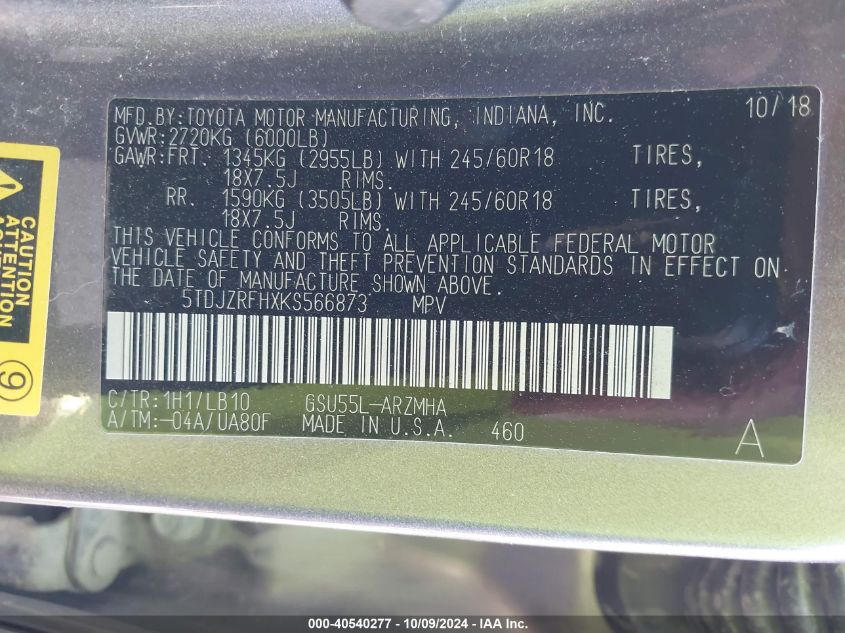 MFD.BY:TOYOTA MOTOR MANUFACTURING, INDIANA, INC. 10/18
GVWR:2720KG (6000LB)
GAWR:FRT. 1345KG (2955LB) WITH 245/60R18 TIRES,
18X7.5J RIMS.
RR. 1590KG (3505LB) WITH 245/60R18 TIRES,
18X7.5J RIMS.
THIS VEHICLE CONFORMS TO ALL APPLICABLE FEDERAL MOTOR
VEHICLE SAFETY AND THEFT PREVENTION STANDARDS IN EFFECT ON
THE DATE OF MANUFACTURE SHOWN ABOVE.
5TDJZRFHXKS566873 MPV
C/TR:1H1/LB10 GSU55L-ARZMHA
A/TM:-04A/UA80F MADE IN U.S.A. 460 A
CAUTION
ATTENTION
9
000-40540277 - 10/09/2024 - IAA Inc.